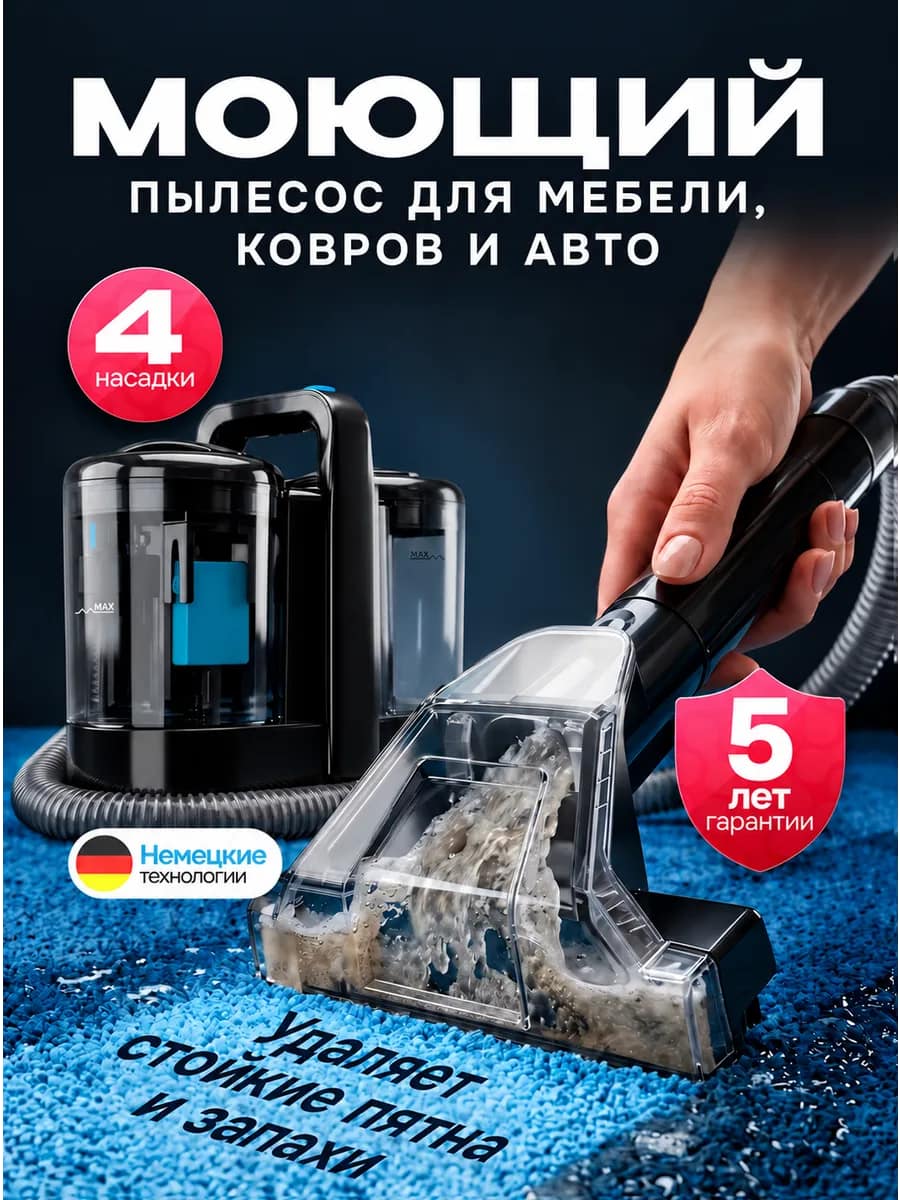 МОЮЩИЙ
ПЫЛЕСОС ДЛЯ МЕБЕЛИ,
КОВРОВ И АВТО
4
насадки
MAX
MAX
5
лет
гарантии
Немецкие
технологии
Удаляет
стойкие пятна
и запахи